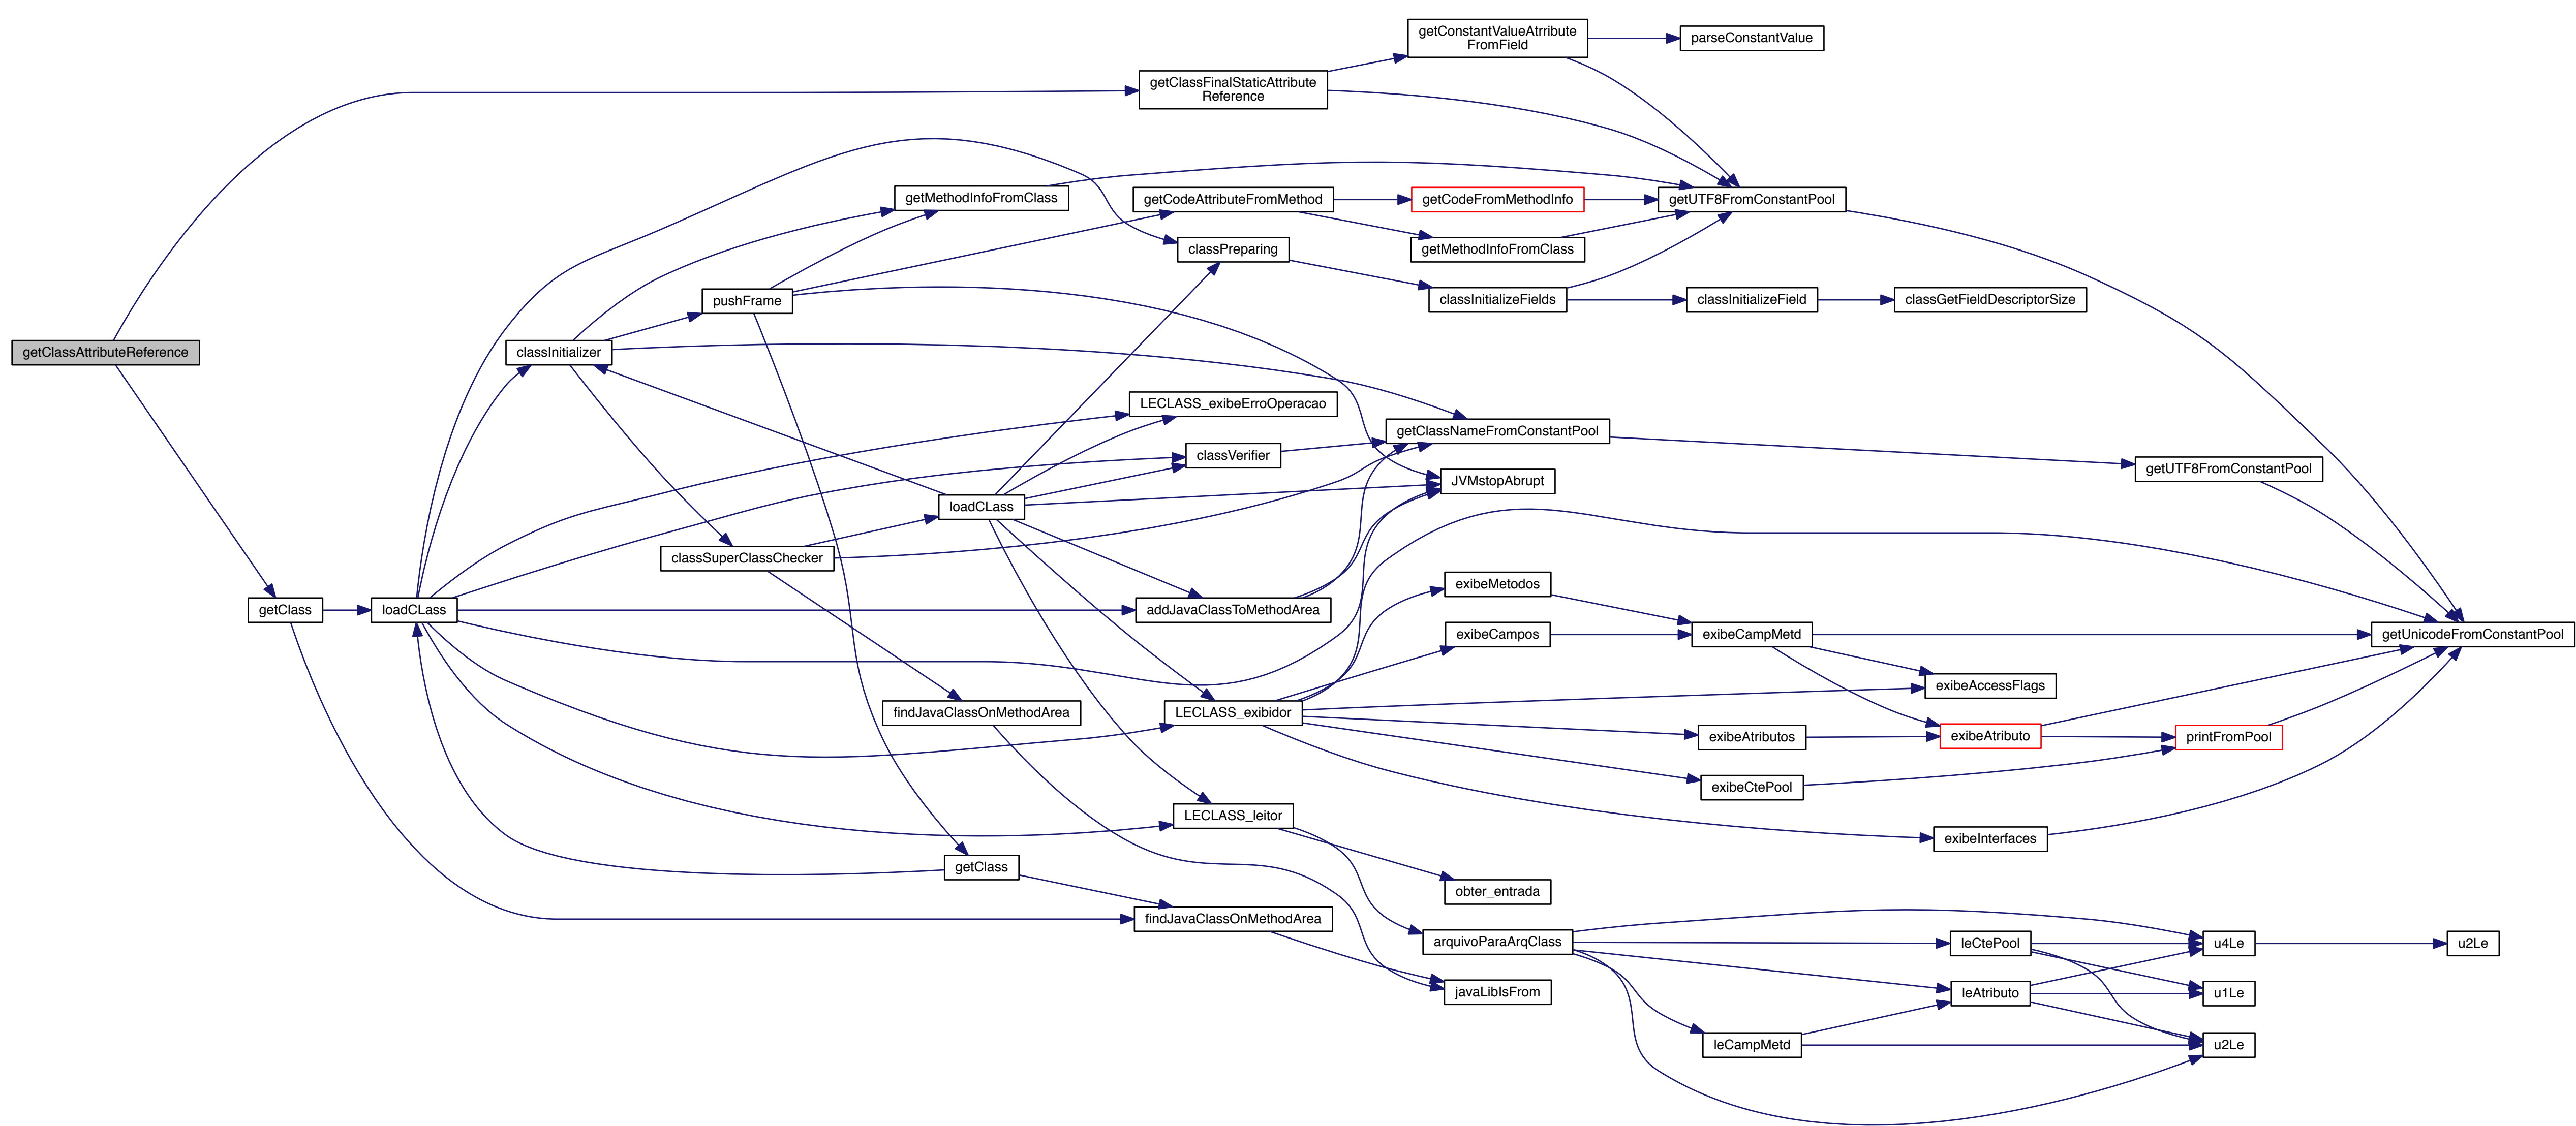 getConstantValueAtrribute
FromField
parseConstantValue
getClassFinalStaticAttribute
Reference
getMethodInfoFromClass
getCodeAttributeFromMethod
getCodeFromMethodInfo
getUTF8FromConstantPool
classPreparing
getMethodInfoFromClass
pushFrame
classInitializeFields
classInitializeField
classGetFieldDescriptorSize
getClassAttributeReference
classInitializer
LECLASS_exibeErroOperacao
getClassNameFromConstantPool
classVerifier
getUTF8FromConstantPool
JVMstopAbrupt
loadCLass
classSuperClassChecker
exibeMetodos
getClass
loadCLass
addJavaClassToMethodArea
exibeCampos
exibeCampMetd
getUnicodeFromConstantPool
exibeAccessFlags
findJavaClassOnMethodArea
LECLASS_exibidor
exibeAtributos
exibeAtributo
printFromPool
exibeCtePool
LECLASS_leitor
exibeInterfaces
getClass
obter_entrada
findJavaClassOnMethodArea
arquivoParaArqClass
leCtePool
u4Le
u2Le
javaLibIsFrom
leAtributo
u1Le
leCampMetd
u2Le